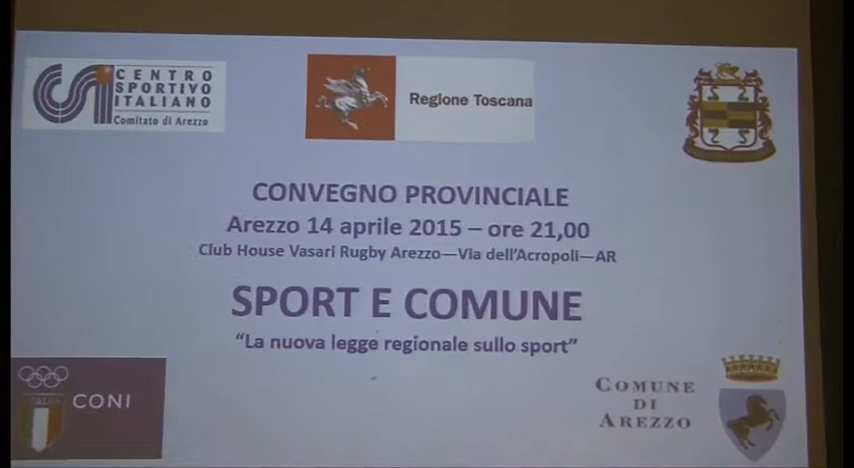 CENTRO
SPORTIVO
ITALIANO
Comitato di Arezzo
Regione Toscana
CONVEGNO PROVINCIALE
Arezzo 14 aprile 2015 – ore 21,00
Club House Vasari Rugby Arezzo—Via dell'Acropoli—AR
SPORT E COMUNE
"La nuova legge regionale sullo sport"
ITALIA
CONI
COMUNE
DI
AREZZO